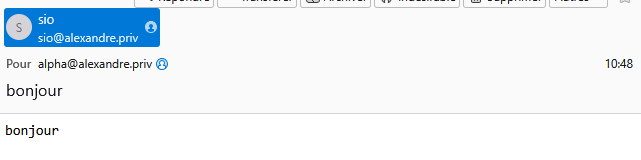 Répondre Transférer Archiver Indésirable Supprimer Autres
S
sio
sio@alexandre.priv
Pour alpha@alexandre.priv 10:48
bonjour
bonjour